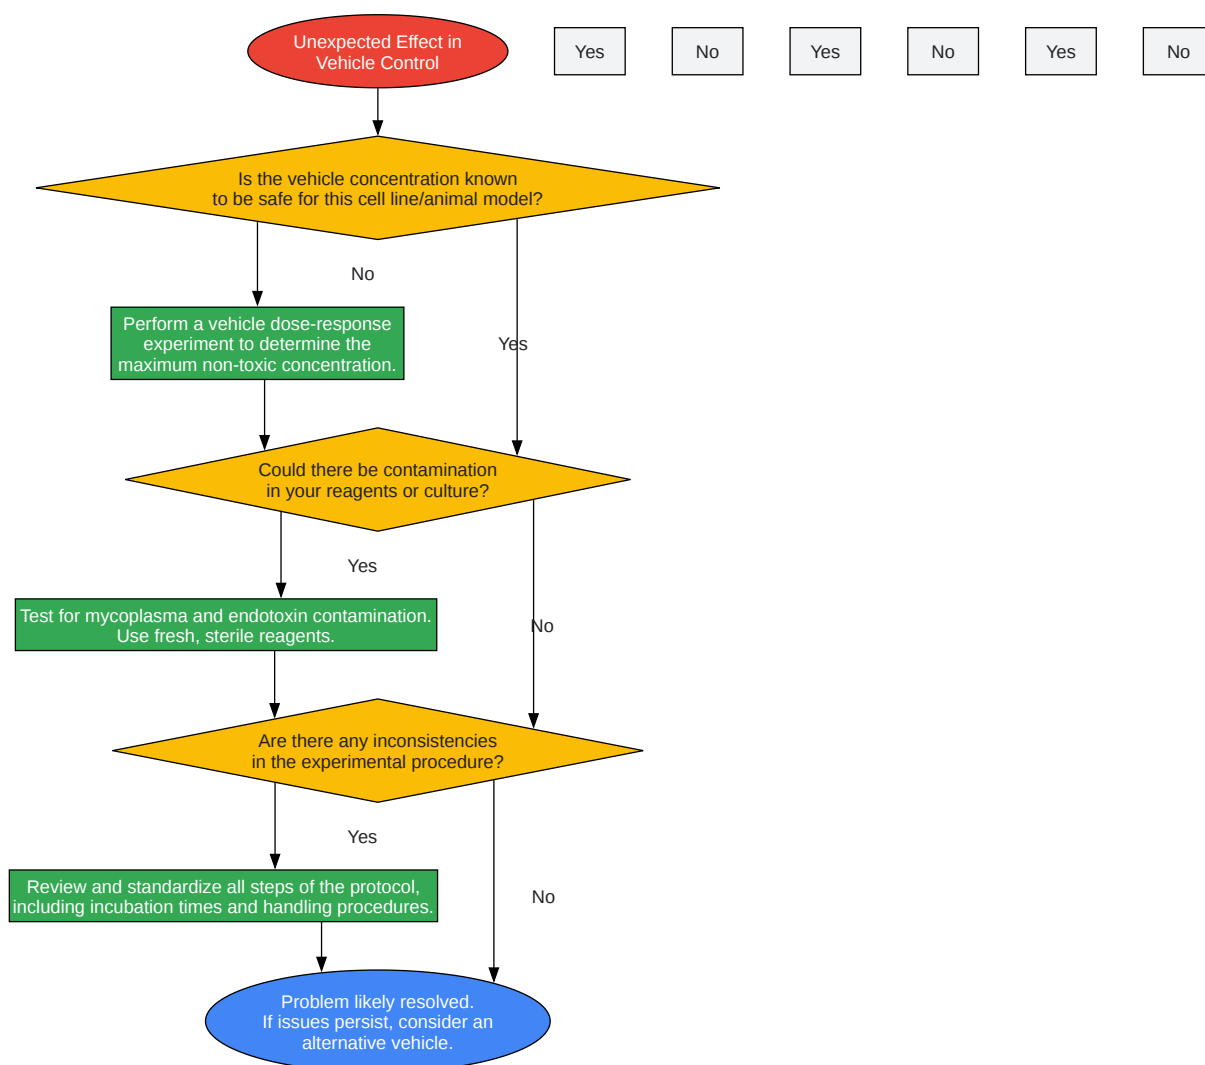 Unexpected Effect in
Vehicle Control
Yes
No
Yes
No
Yes
No
Is the vehicle concentration known
to be safe for this cell line/animal model?
No
Perform a vehicle dose-response
experiment to determine the
maximum non-toxic concentration.
Yes
Could there be contamination
in your reagents or culture?
Yes
Test for mycoplasma and endotoxin contamination.
Use fresh, sterile reagents.
No
Are there any inconsistencies
in the experimental procedure?
Yes
Review and standardize all steps of the protocol,
including incubation times and handling procedures.
No
Problem likely resolved.
If issues persist, consider an
alternative vehicle.